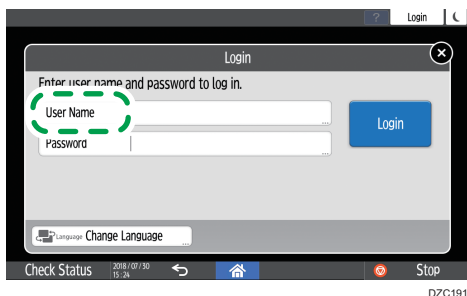 ? Login
Login
Enter user name and password to log in.
User Name
Login
Password
Language Change Language
Check Status 2018/07/30 15:24 Stop
DZC191